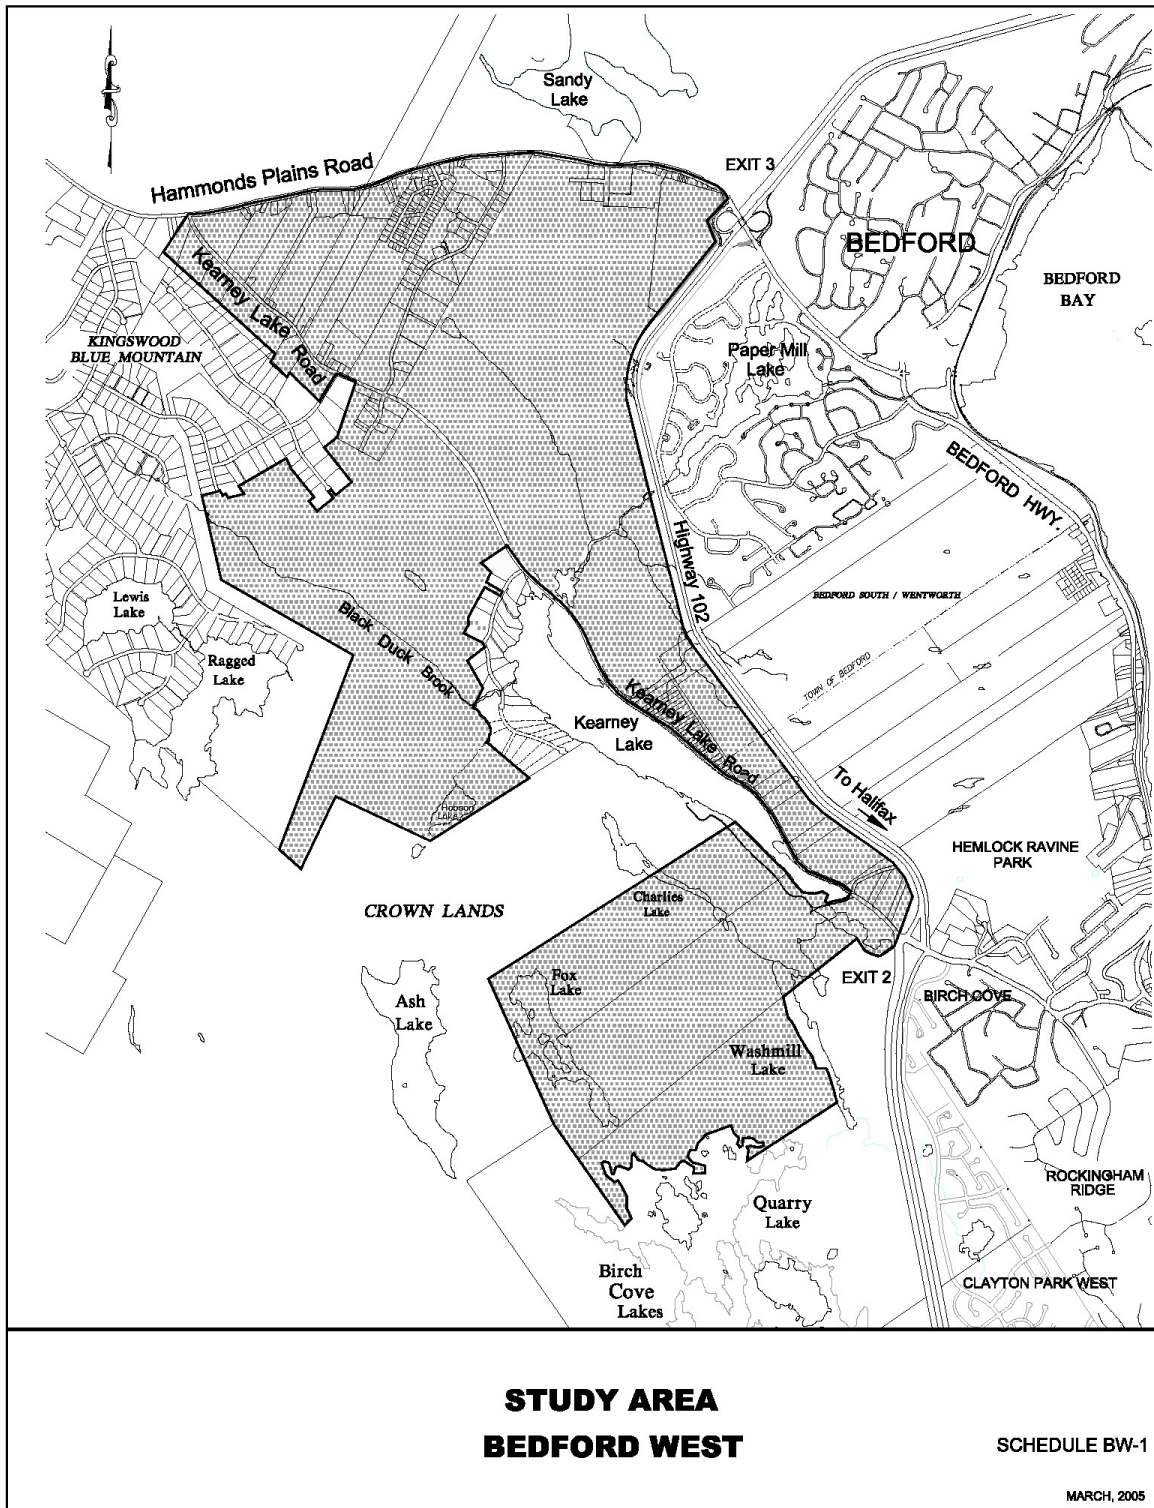 Sandy
Lake
Hammonds Plains Road
EXIT 3
BEDFORD
BEDFORD
BAY
Kearney Lake Road
KINGSWOOD
BLUE MOUNTAIN
Paper Mill
Lake
BEDFORD HWY.
Highway 102
Lewis
Lake
BEDFORD SOUTH / WENTWORTH
Black Duck Brook
Ragged
Lake
TOWN OF BEDFORD
Kearney Lake Road
Kearney
Lake
To Halifax
Hobson
Lake
HEMLOCK RAVINE
PARK
Charlies
Lake
CROWN LANDS
Fox
Lake
EXIT 2
Ash
Lake
BIRCH COVE
Washmill
Lake
ROCKINGHAM
RIDGE
Quarry
Lake
Birch
Cove
Lakes
CLAYTON PARK WEST
STUDY AREA
BEDFORD WEST
SCHEDULE BW-1
MARCH, 2005